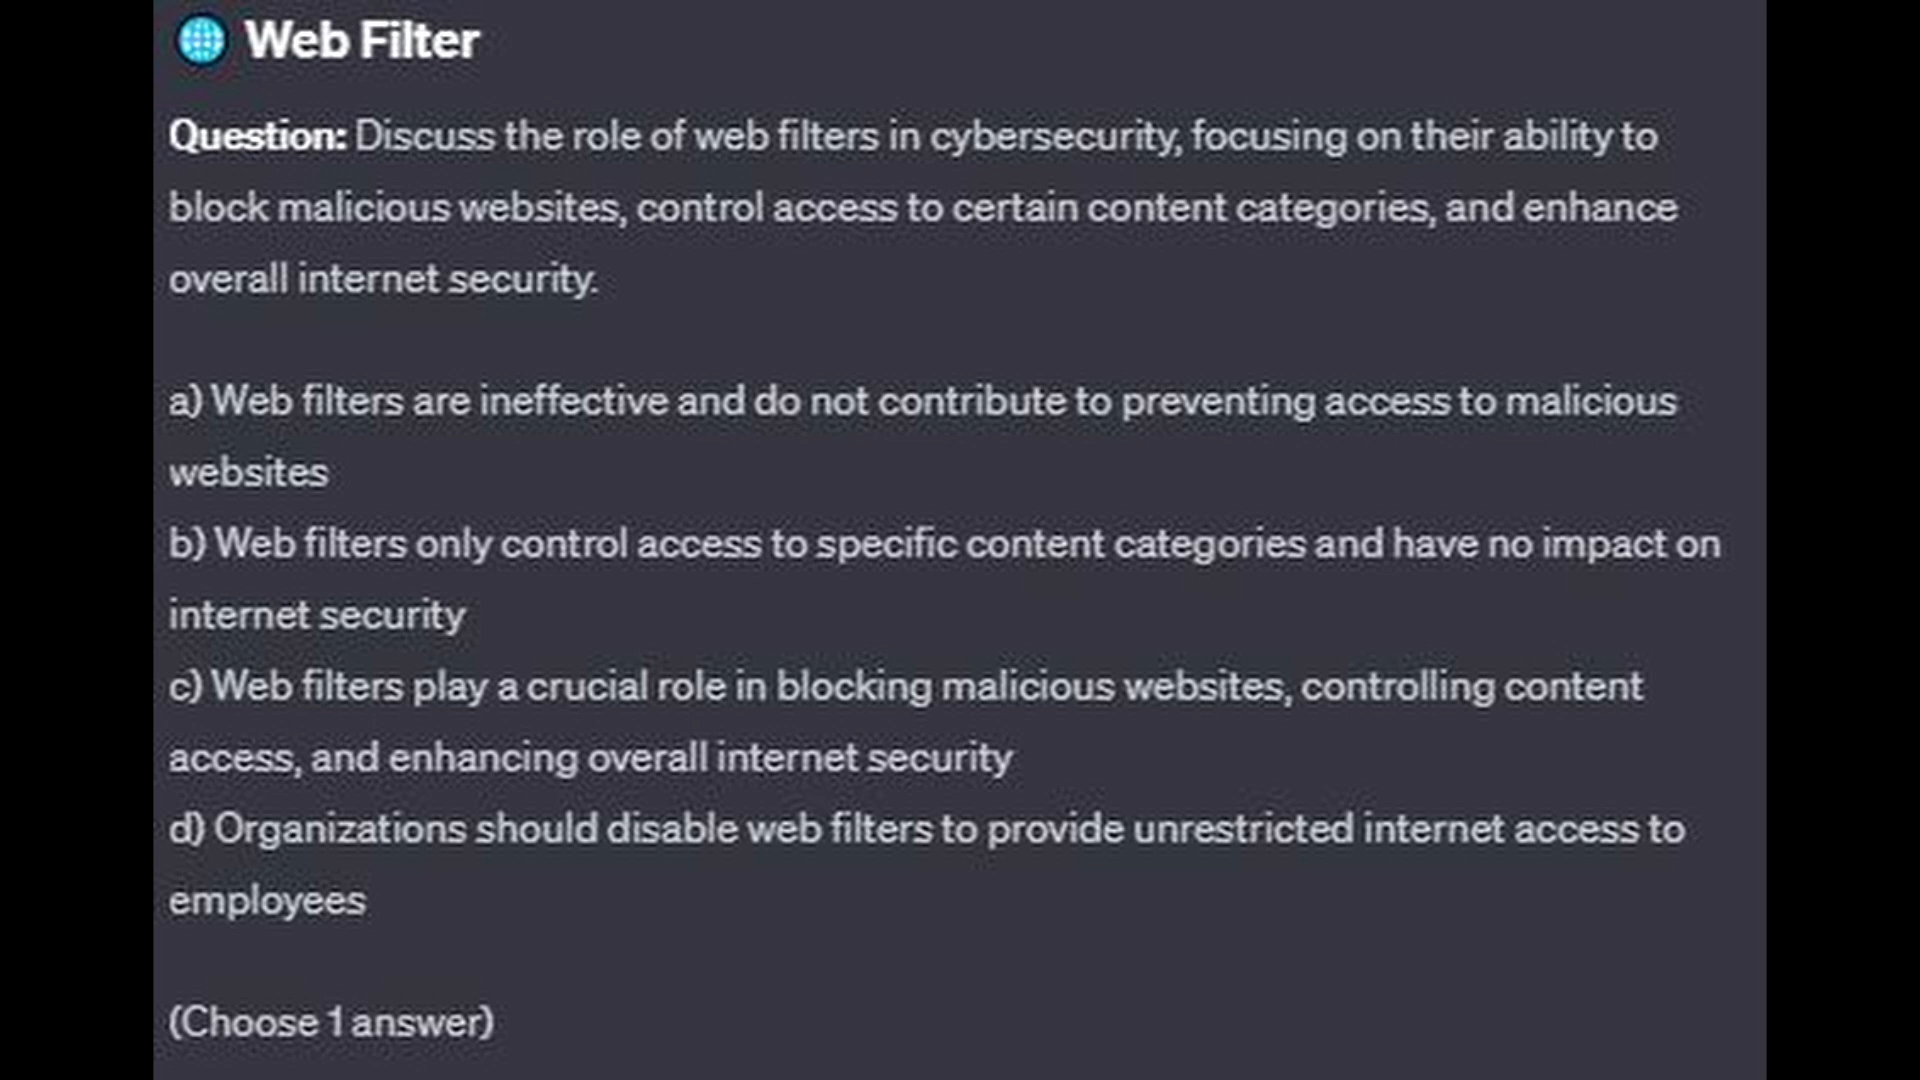 Web Filter
Question: Discuss the role of web filters in cybersecurity, focusing on their ability to
block malicious websites, control access to certain content categories, and enhance
overall internet security.
a) Web filters are ineffective and do not contribute to preventing access to malicious
websites
b) Web filters only control access to specific content categories and have no impact on
internet security
c) Web filters play a crucial role in blocking malicious websites, controlling content
access, and enhancing overall internet security
d) Organizations should disable web filters to provide unrestricted internet access to
employees
(Choose 1 answer)